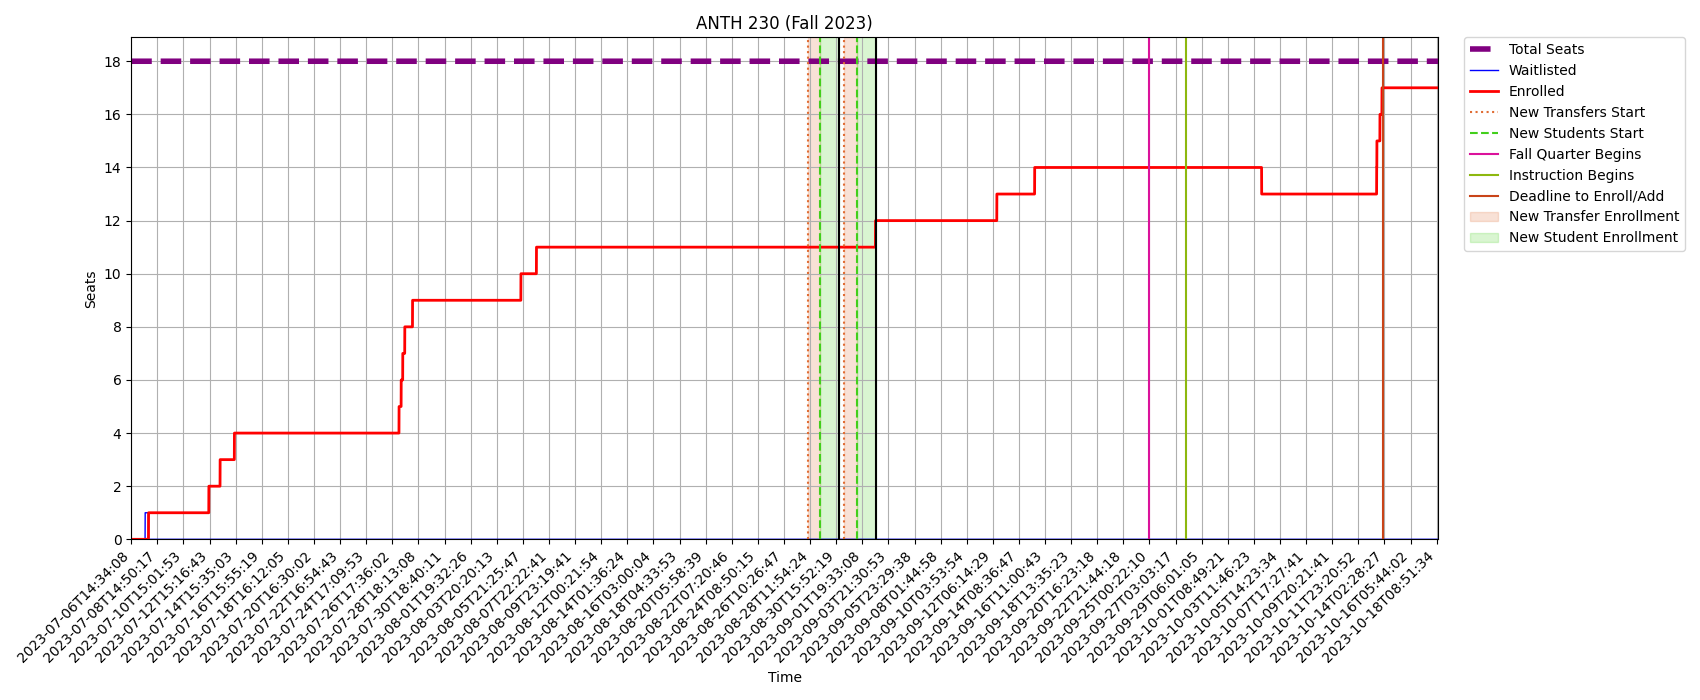 ANTH 230 (Fall 2023)
Total Seats
Waitlisted
Enrolled
New Transfers Start
New Students Start
Fall Quarter Begins
Instruction Begins
Deadline to Enroll/Add
New Transfer Enrollment
New Student Enrollment
Seats
18
16
14
12
10
8
6
4
2
0
2023-07-06T14:34:08
2023-07-08T14:50:17
2023-07-10T15:01:53
2023-07-12T15:16:43
2023-07-14T15:35:03
2023-07-16T15:55:19
2023-07-18T16:12:05
2023-07-20T16:30:02
2023-07-22T16:54:43
2023-07-24T17:09:53
2023-07-26T17:36:02
2023-07-28T18:13:08
2023-07-30T18:40:11
2023-08-01T19:32:26
2023-08-03T20:20:13
2023-08-05T21:25:47
2023-08-07T22:22:41
2023-08-09T23:19:41
2023-08-12T00:21:54
2023-08-14T01:36:24
2023-08-16T03:00:04
2023-08-18T04:33:53
2023-08-20T05:58:39
2023-08-22T07:20:46
2023-08-24T08:50:15
2023-08-26T10:26:47
2023-08-28T11:54:24
2023-08-30T15:52:19
2023-09-01T19:33:08
2023-09-03T21:30:53
2023-09-05T23:29:38
2023-09-08T01:44:58
2023-09-10T03:53:54
2023-09-12T06:14:29
2023-09-14T08:36:47
2023-09-16T11:00:43
2023-09-18T13:35:23
2023-09-20T16:23:18
2023-09-22T21:44:18
2023-09-25T00:22:10
2023-09-27T03:03:17
2023-09-29T06:01:05
2023-10-01T08:49:21
2023-10-03T11:46:23
2023-10-05T14:23:34
2023-10-07T17:27:41
2023-10-09T20:21:41
2023-10-11T23:20:52
2023-10-14T02:28:27
2023-10-16T05:44:02
2023-10-18T08:51:34
Time